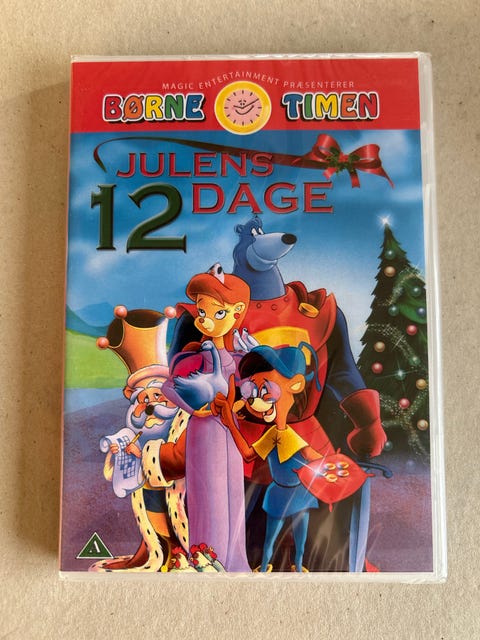 MAGIC ENTERTAINMENT PRÆSENTERER
BØRNE TIMEN
JULENS
12 DAGE
A